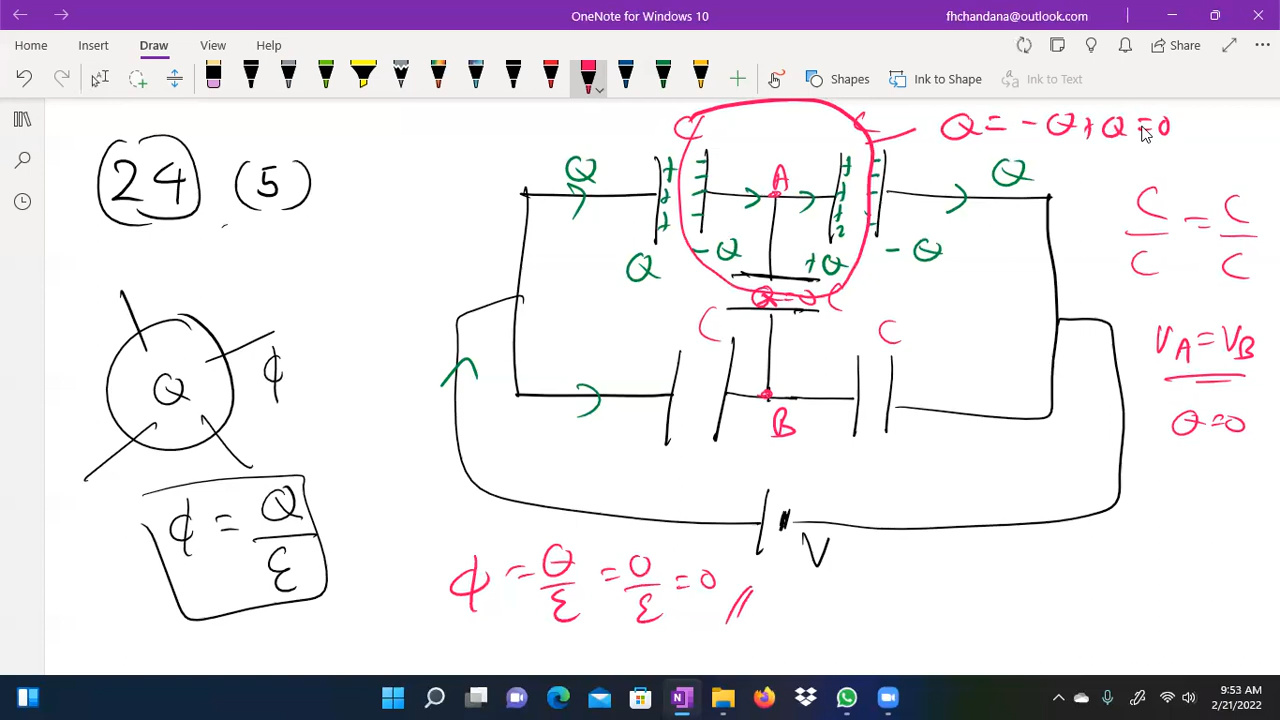 OneNote for Windows 10
fhchandana@outlook.com
Home Insert Draw View Help
Share
Shapes
Ink to Shape
Ink to Text
24 (5)
Q
ϕ
ϕ = Q/ε
C C
Q = -Q + Q = 0
Q A Q
Q -Q +Q -Q
Q = 0 C
C C
B
V
C/C = C/C
V_A = V_B
Q = 0
ϕ = Q/ε = 0/ε = 0 //
9:53 AM
2/21/2022